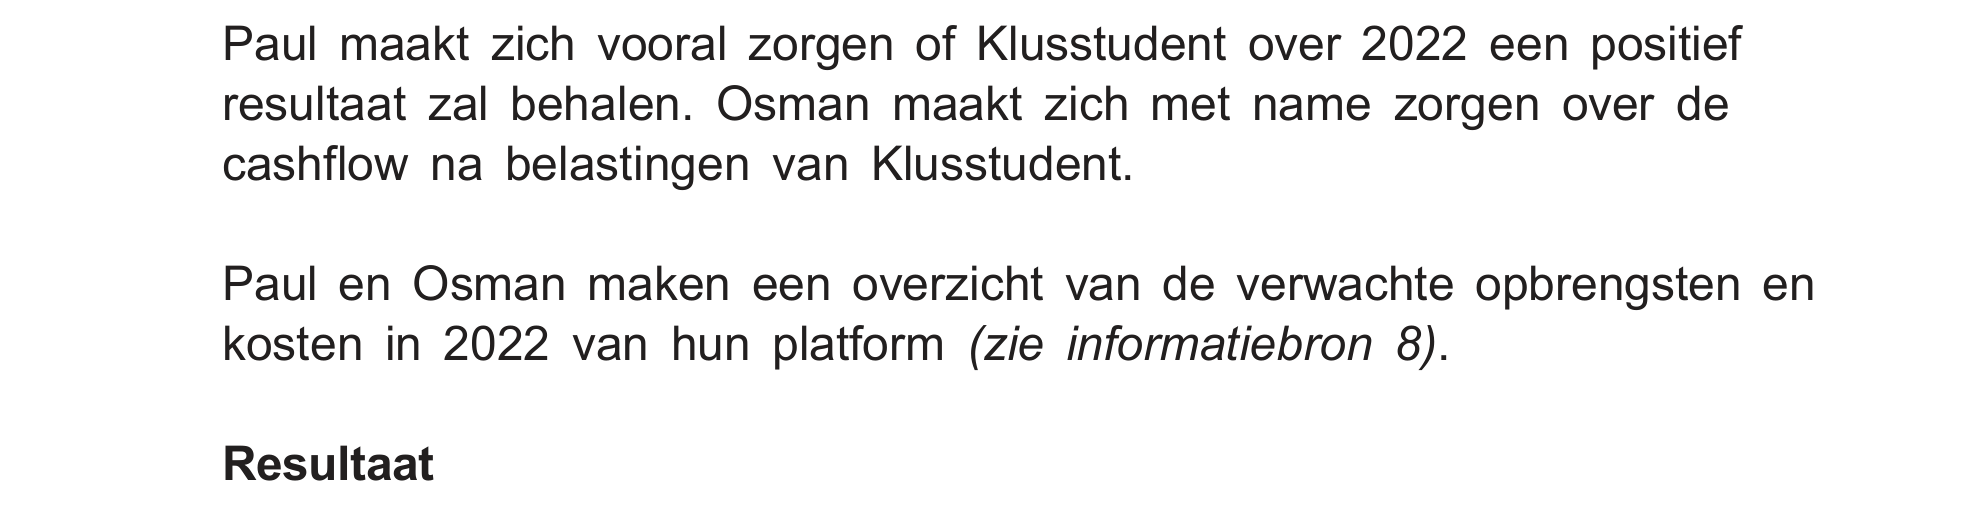 Paul maakt zich vooral zorgen of Klusstudent over 2022 een positief
resultaat zal behalen. Osman maakt zich met name zorgen over de
cashflow na belastingen van Klusstudent.
Paul en Osman maken een overzicht van de verwachte opbrengsten en
kosten in 2022 van hun platform (zie informatiebron 8).
Resultaat